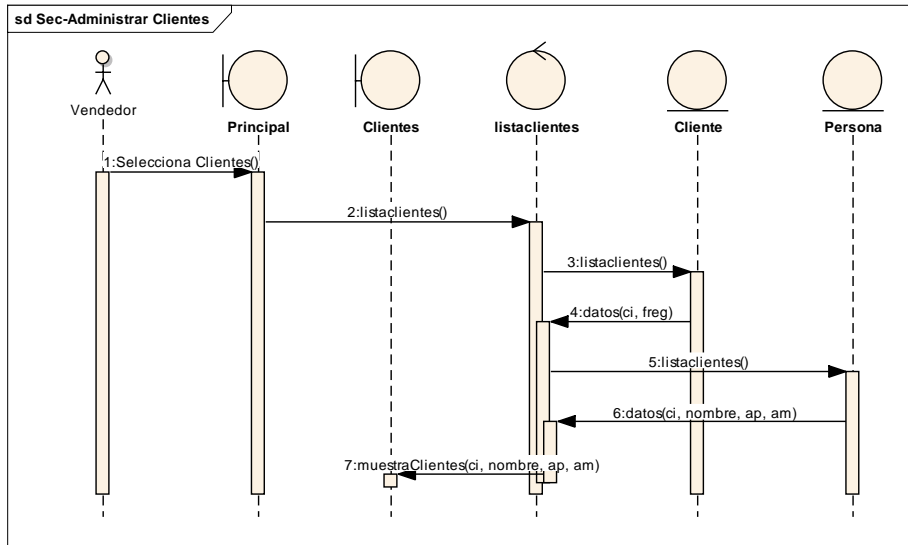 sd Sec-Administrar Clientes
Vendedor
Principal
Clientes
listaclientes
Cliente
Persona
1:Selecciona Clientes()
2:listaclientes()
3:listaclientes()
4:datos(ci, freg)
5:listaclientes()
6:datos(ci, nombre, ap, am)
7:muestraClientes(ci, nombre, ap, am)